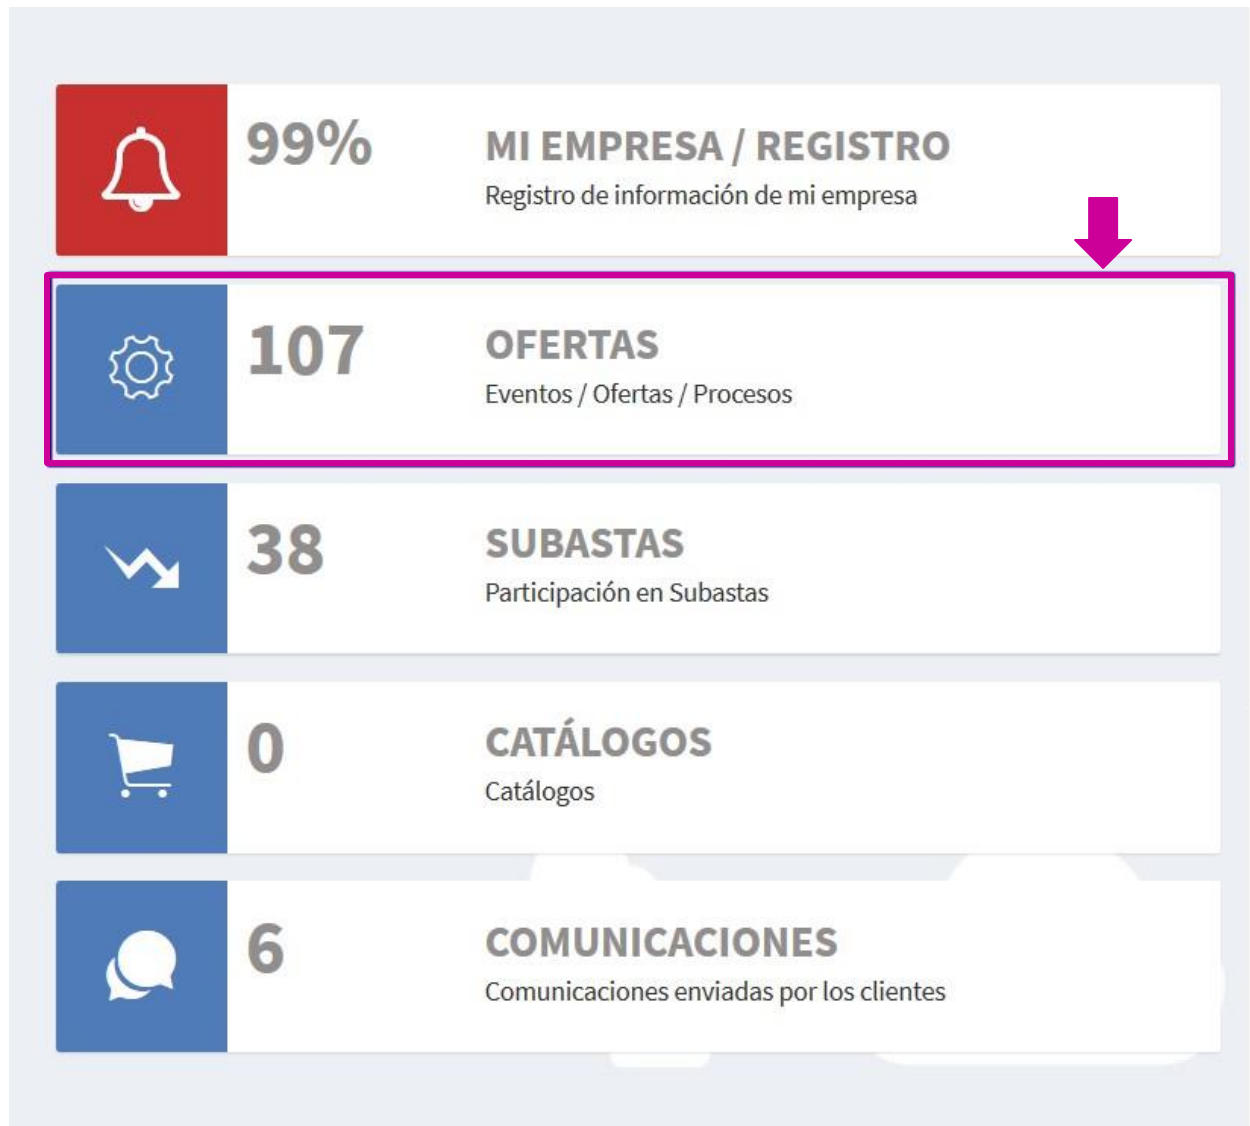 99%
MI EMPRESA / REGISTRO
Registro de información de mi empresa
107
OFERTAS
Eventos / Ofertas / Procesos
38
SUBASTAS
Participación en Subastas
0
CATÁLOGOS
Catálogos
6
COMUNICACIONES
Comunicaciones enviadas por los clientes